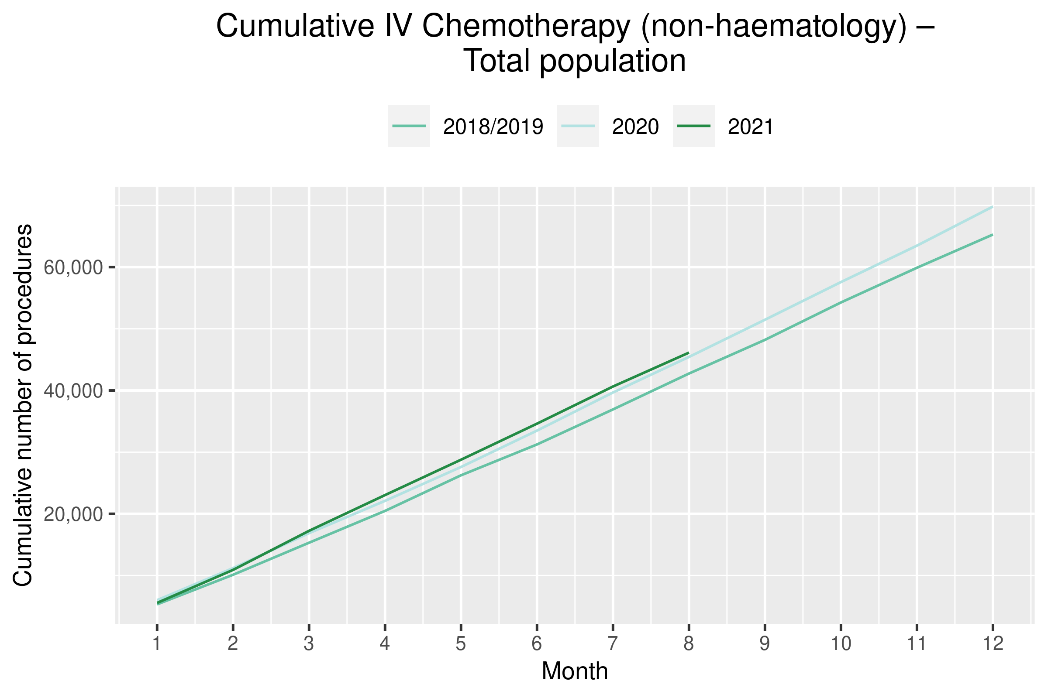 Cumulative IV Chemotherapy (non-haematology) –
Total population
2018/2019 2020 2021
Cumulative number of procedures
60,000
40,000
20,000
1 2 3 4 5 6 7 8 9 10 11 12
Month